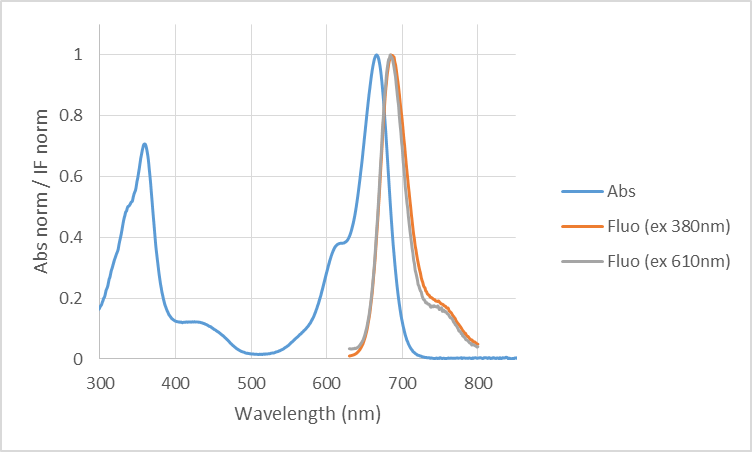 Abs norm / IF norm
1
0.8
0.6
0.4
0.2
0
300 400 500 600 700 800
Wavelength (nm)
Abs
Fluo (ex 380nm)
Fluo (ex 610nm)